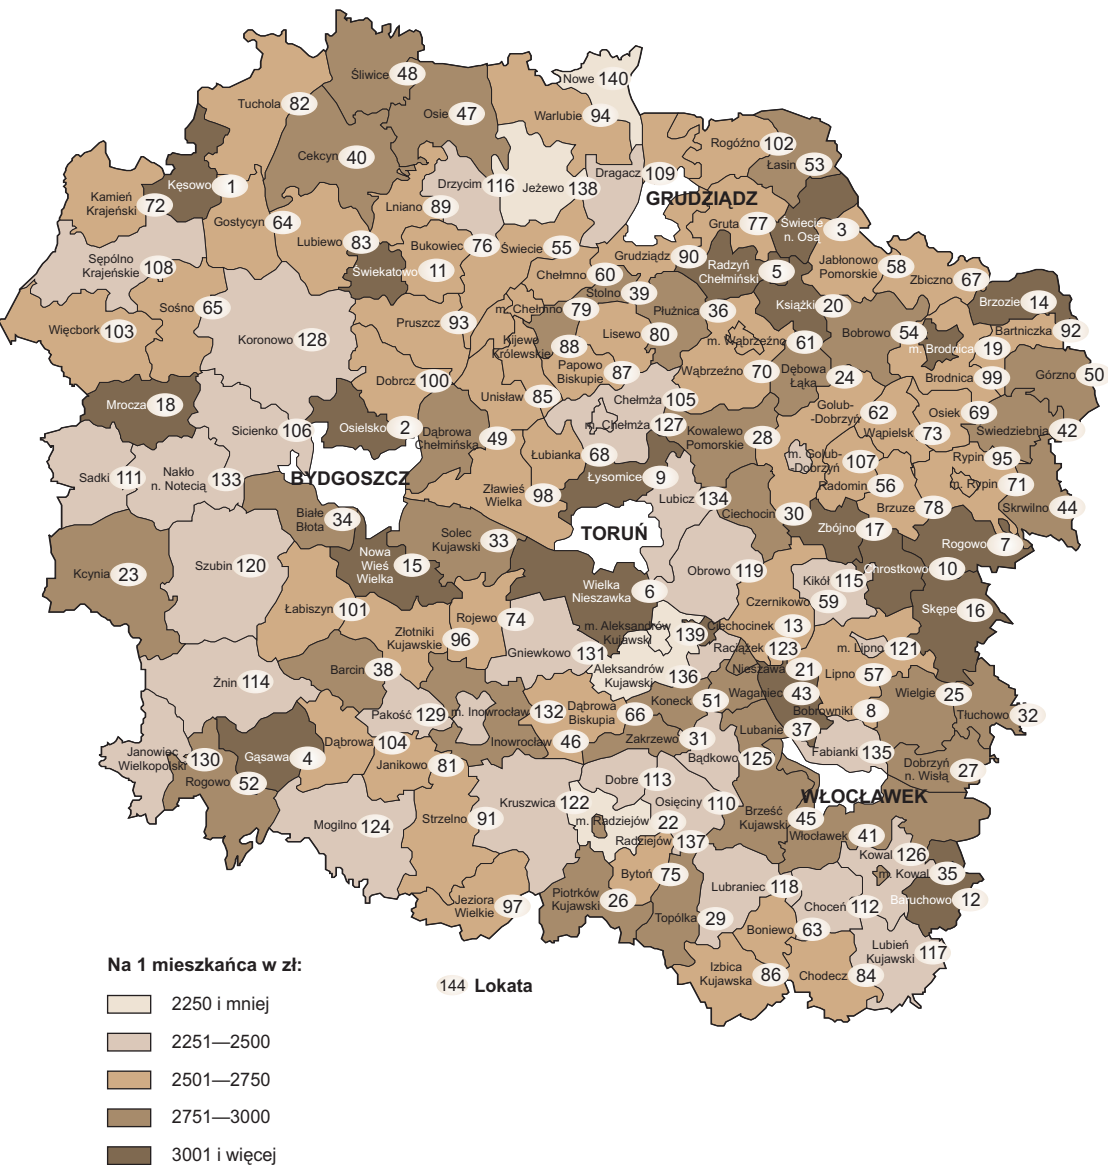 Śliwice 48
Nowe 140
Tuchola 82
Osie 47
Warlubie 94
Rogóźno 102
Cekcyn 40
Łasin 53
Dragacz 109
Kęsowo 1
Drzycim 116
Jeżewo 138
GRUDZIĄDZ
Kamień
Krajeński 72
Lniano 89
Gostycyn 64
Gruta 77
Świecie
n. Osą 3
Lubiewo 83
Bukowiec 76
Świecie 55
Grudziądz 90
Sępólno
Krajeńskie 108
Świekatowo 11
Chełmno 60
Radzyń
Chełmiński 5
Jabłonowo
Pomorskie 58
Zbiczno 67
Stolno 39
Sośno 65
m. Chełmno 79
Płużnica 36
Książki 20
Brzozie 14
Więcbork 103
Koronowo 128
Pruszcz 93
Kijewo
Królewskie 88
Lisewo 80
m. Wąbrzeźno 61
Bobrowo 54
m. Brodnica 19
Bartniczka 92
Dobrcz 100
Papowo
Biskupie 87
Wąbrzeźno 70
Dębowa
Łąka 24
Brodnica 99
Górzno 50
Mrocza 18
Unisław 85
Chełmża 105
Golub-
Dobrzyń 62
Osiek 69
Sicienko 106
Osielsko 2
Dąbrowa
Chełmińska 49
m. Chełmża 127
Kowalewo
Pomorskie 28
Wąpielsk 73
Świedziebnia 42
Łubianka 68
m. Golub-
-Dobrzyń 107
Rypin 95
Sadki 111
Nakło
n. Notecią 133
BYDGOSZCZ
Łysomice 9
Radomin 56
m. Rypin 71
Zławieś
Wielka 98
Lubicz 134
Białe
Błota 34
Ciechocin 30
Brzuze 78
Skrwilno 44
TORUŃ
Zbójno 17
Solec
Kujawski 33
Rogowo 7
Nowa
Wieś
Wielka 15
Kcynia 23
Szubin 120
Obrowo 119
Kikół 115
Chrostkowo 10
Wielka
Nieszawka 6
Czernikowo 59
Łabiszyn 101
Skępe 16
Rojewo 74
m. Aleksandrów
Kujawski 139
Ciechocinek 13
Złotniki
Kujawskie 96
Gniewkowo 131
Raciążek 123
m. Lipno 121
Barcin 38
Aleksandrów
Kujawski 136
Nieszawa 21
Lipno 57
Żnin 114
Waganiec 43
Wielgie 25
Koneck 51
Bobrowniki 8
Pakość 129
m. Inowrocław 132
Dąbrowa
Biskupia 66
Tłuchowo 32
Lubanie 37
Inowrocław 46
Zakrzewo 31
Dąbrowa 104
Fabianki 135
Janowiec
Wielkopolski 130
Gąsawa 4
Bądkowo 125
Janikowo 81
Dobrzyń
n. Wisłą 27
Rogowo 52
Dobre 113
WŁOCŁAWEK
Kruszwica 122
Osięciny 110
Mogilno 124
Strzelno 91
m. Radziejów 22
Brześć
Kujawski 45
Włocławek 41
Radziejów 137
Kowal 126
m. Kowal 35
Bytoń 75
Lubraniec 118
Jeziora
Wielkie 97
Piotrków
Kujawski 26
Choceń 112
Baruchowo 12
Topólka 29
Boniewo 63
Lubień
Kujawski 117
Izbica
Kujawska 86
Chodecz 84
Na 1 mieszkańca w zł:
144 Lokata
2250 i mniej
2251—2500
2501—2750
2751—3000
3001 i więcej